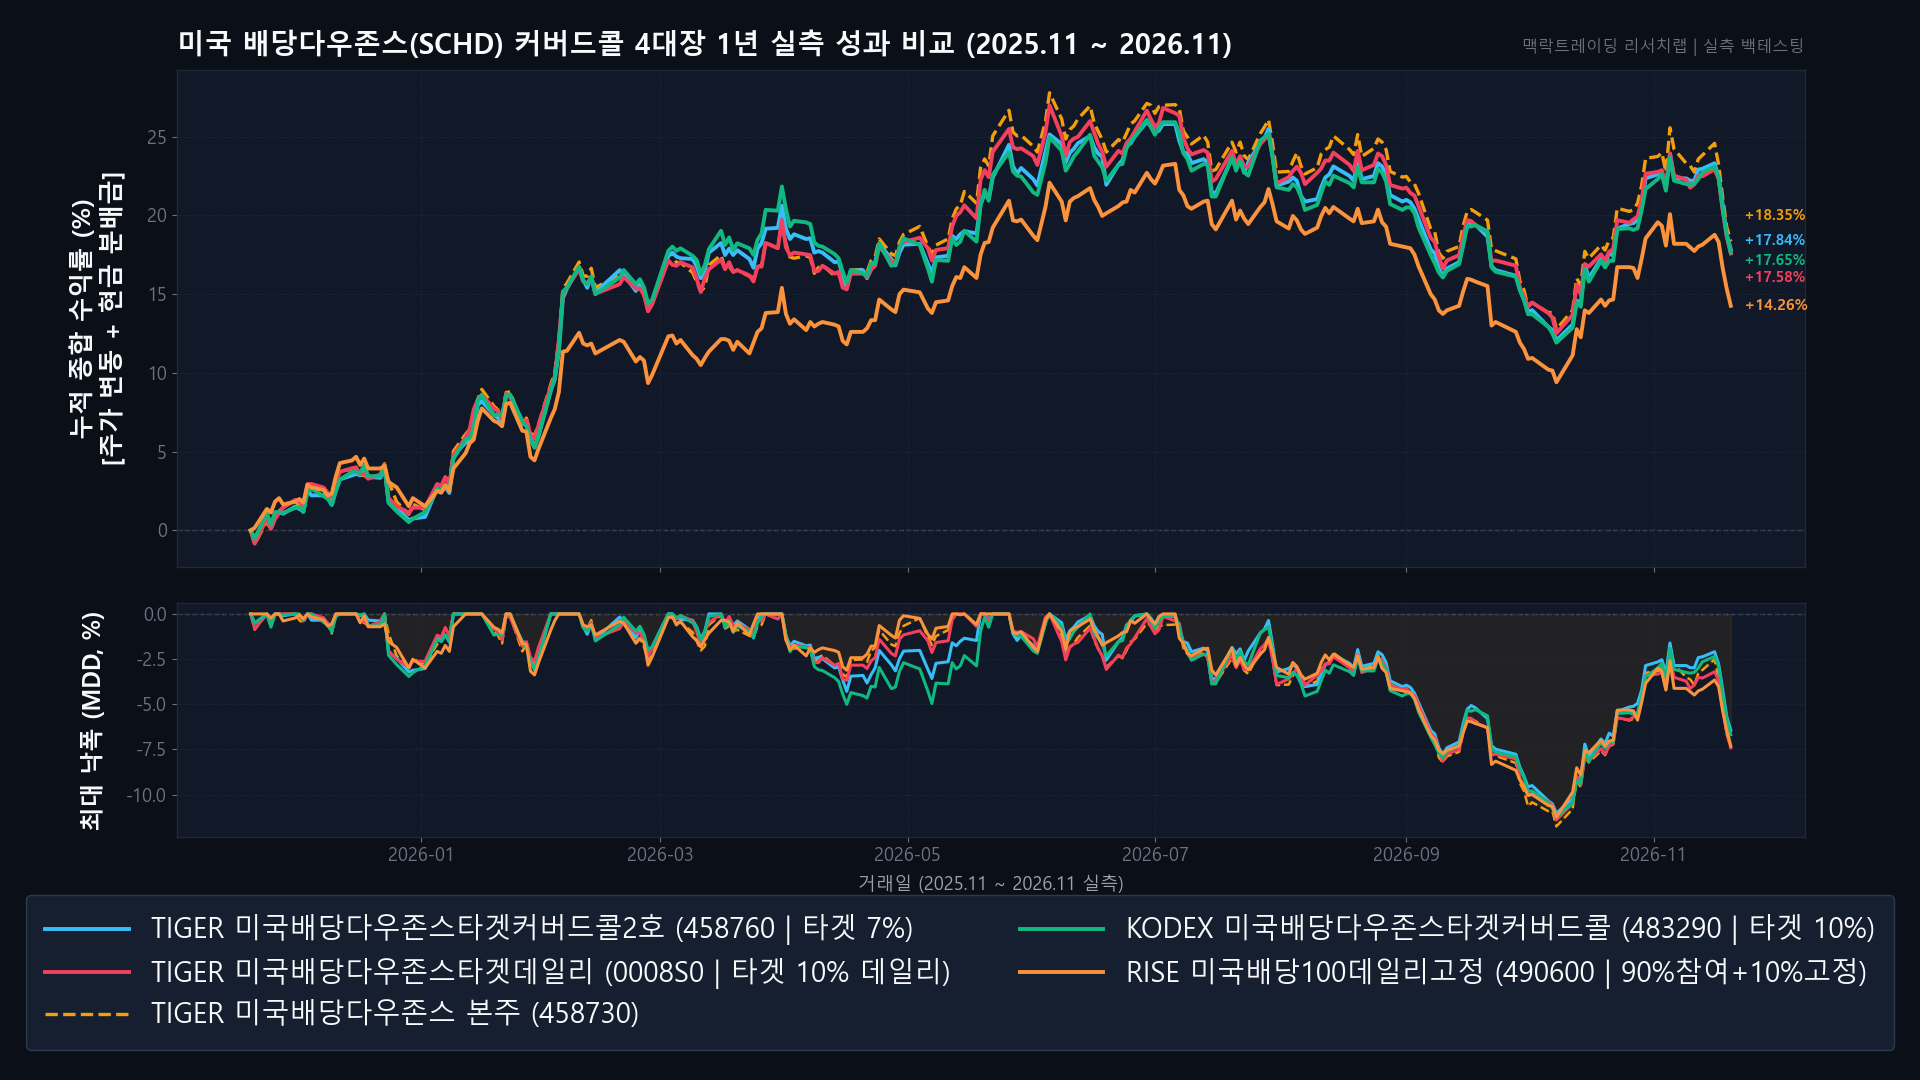 미국 배당다우존스(SCHD) 커버드콜 4대장 1년 실측 성과 비교 (2025.11 ~ 2026.11)
맥락트레이딩 리서치랩 | 실측 백테스팅
누적 종합 수익률 (%)
[주가 변동 + 현금 분배금]
25
20
15
10
5
0
+18.35%
+17.84%
+17.65%
+17.58%
+14.26%
최대 낙폭 (MDD, %)
0.0
-2.5
-5.0
-7.5
-10.0
2026-01
2026-03
2026-05
2026-07
2026-09
2026-11
거래일 (2025.11 ~ 2026.11 실측)
TIGER 미국배당다우존스타겟커버드콜2호 (458760 | 타겟 7%)
TIGER 미국배당다우존스타겟데일리 (0008S0 | 타겟 10% 데일리)
TIGER 미국배당다우존스 본주 (458730)
KODEX 미국배당다우존스타겟커버드콜 (483290 | 타겟 10%)
RISE 미국배당100데일리고정 (490600 | 90%참여+10%고정)